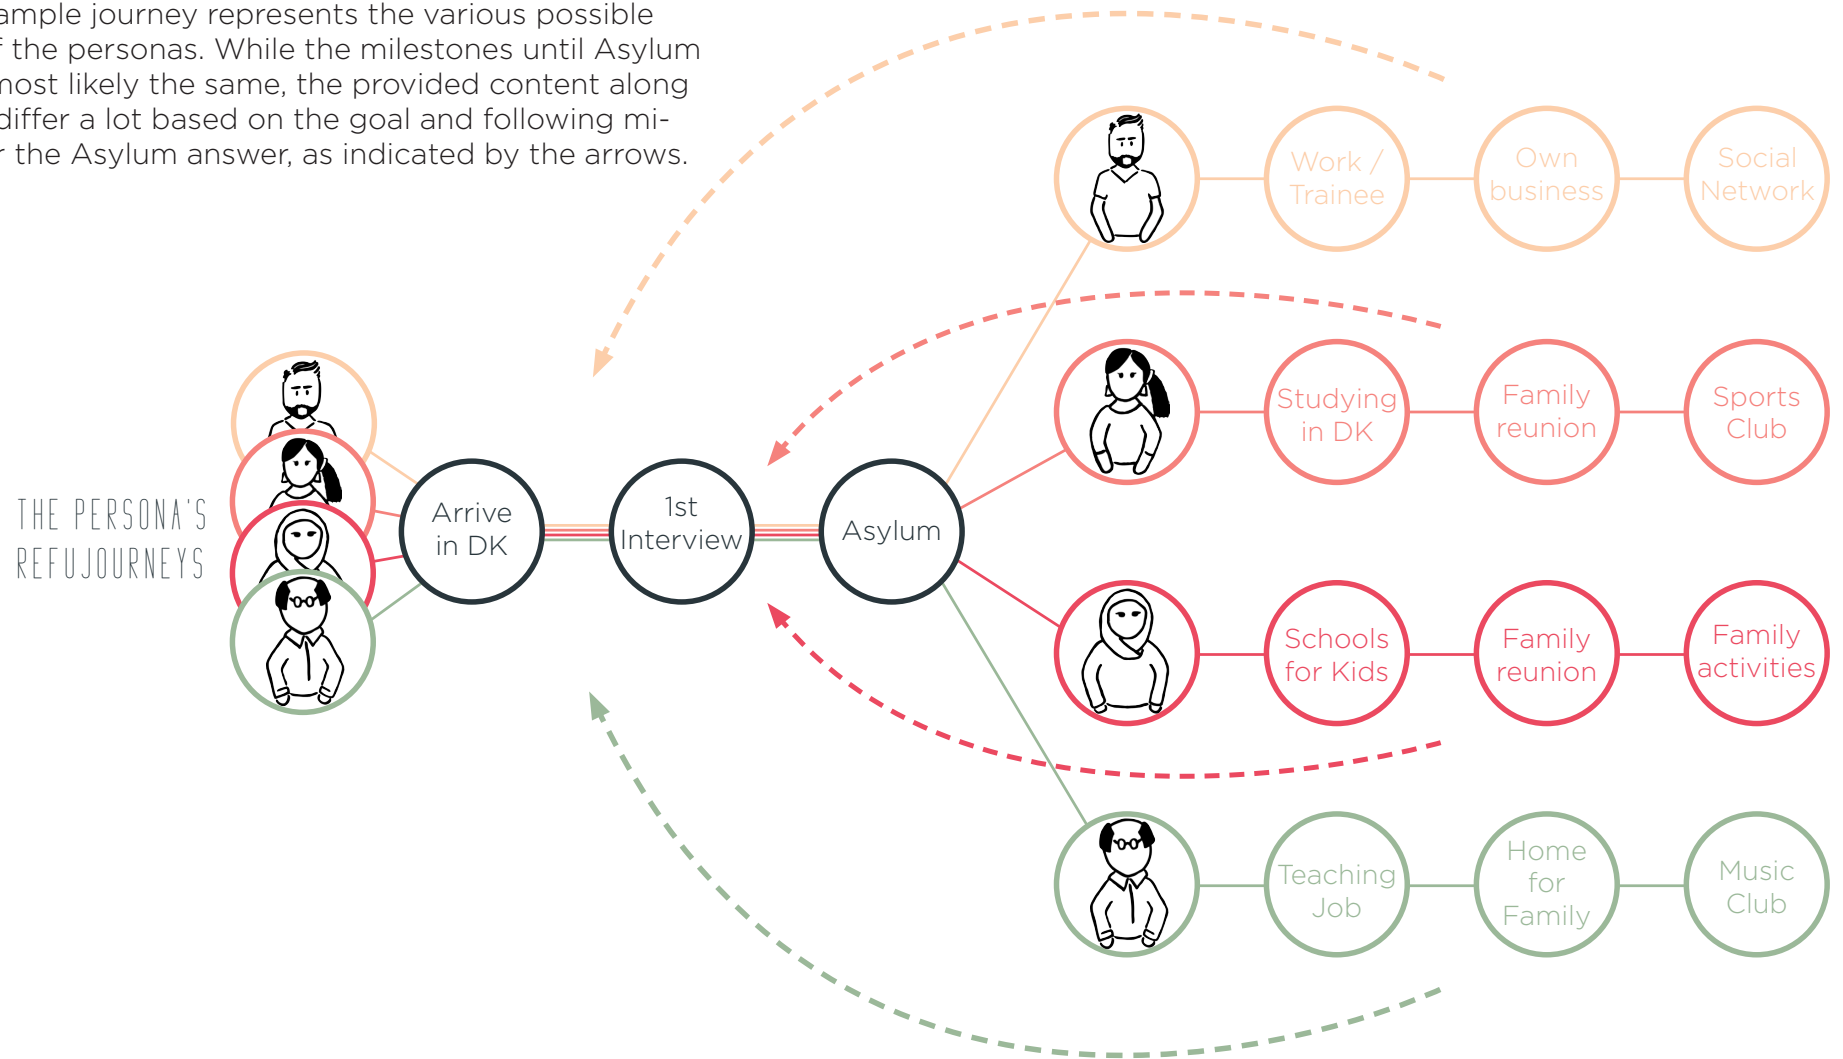 ample journey represents the various possible
f the personas. While the milestones until Asylum
most likely the same, the provided content along
differ a lot based on the goal and following mi-
r the Asylum answer, as indicated by the arrows.
THE PERSONA'S
REFUJOURNEYS
Arrive
in DK
1st
Interview
Asylum
Work /
Trainee
Own
business
Social
Network
Studying
in DK
Family
reunion
Sports
Club
Schools
for Kids
Family
reunion
Family
activities
Teaching
Job
Home
for
Family
Music
Club